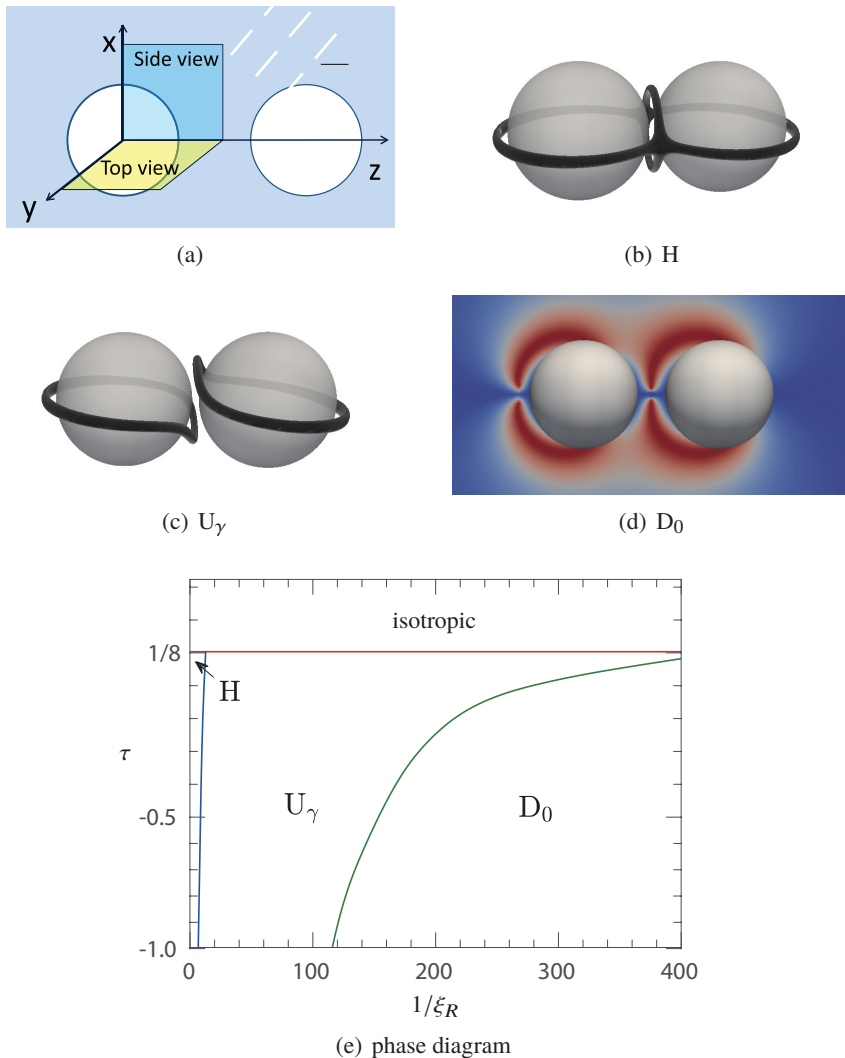 x
Side view
Top view
y
z
(a)
(b) H
(c) U_γ
(d) D_0
isotropic
1/8
H
τ
U_γ
D_0
-0.5
-1.0
0
100
200
300
400
1/ξ_R
(e) phase diagram